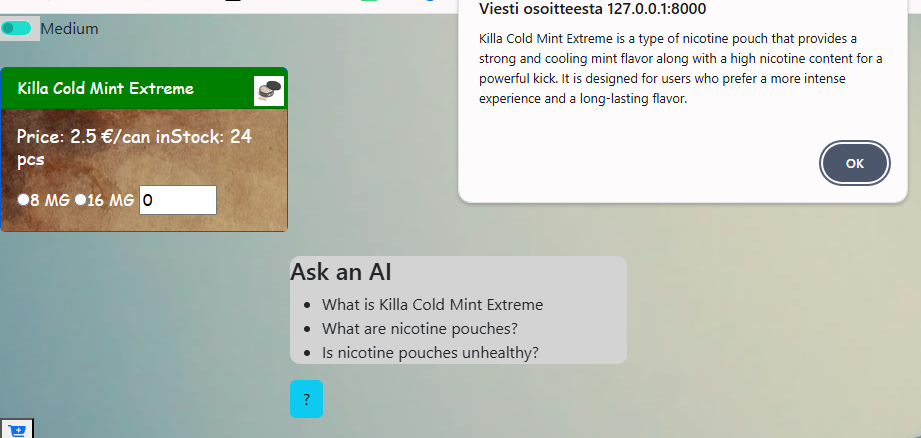 Medium
Viesti osoitteesta 127.0.0.1:8000
Killa Cold Mint Extreme is a type of nicotine pouch that provides a
strong and cooling mint flavor along with a high nicotine content for a
powerful kick. It is designed for users who prefer a more intense
experience and a long-lasting flavor.
OK
Killa Cold Mint Extreme
Price: 2.5 €/can inStock: 24
pcs
8 MG 16 MG 0
Ask an AI
What is Killa Cold Mint Extreme
What are nicotine pouches?
Is nicotine pouches unhealthy?
?